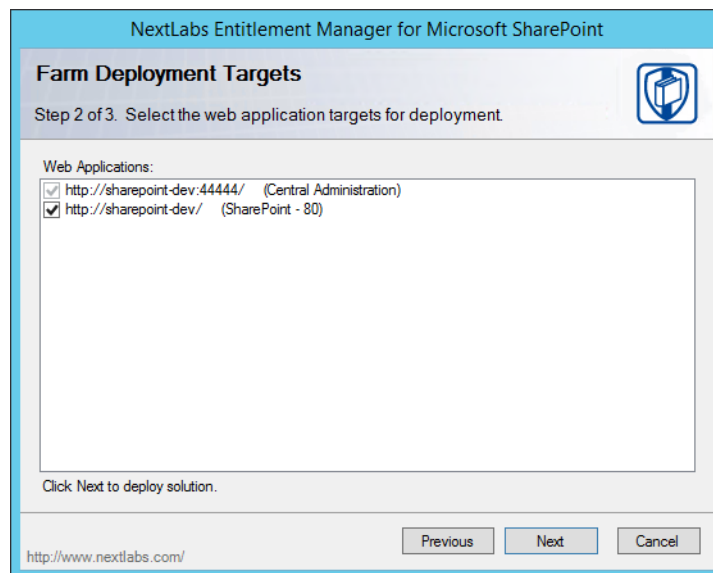 NextLabs Entitlement Manager for Microsoft SharePoint
Farm Deployment Targets
Step 2 of 3. Select the web application targets for deployment.
Web Applications:
http://sharepoint-dev:44444/ (Central Administration)
http://sharepoint-dev/ (SharePoint - 80)
Click Next to deploy solution.
Previous Next Cancel
http://www.nextlabs.com/